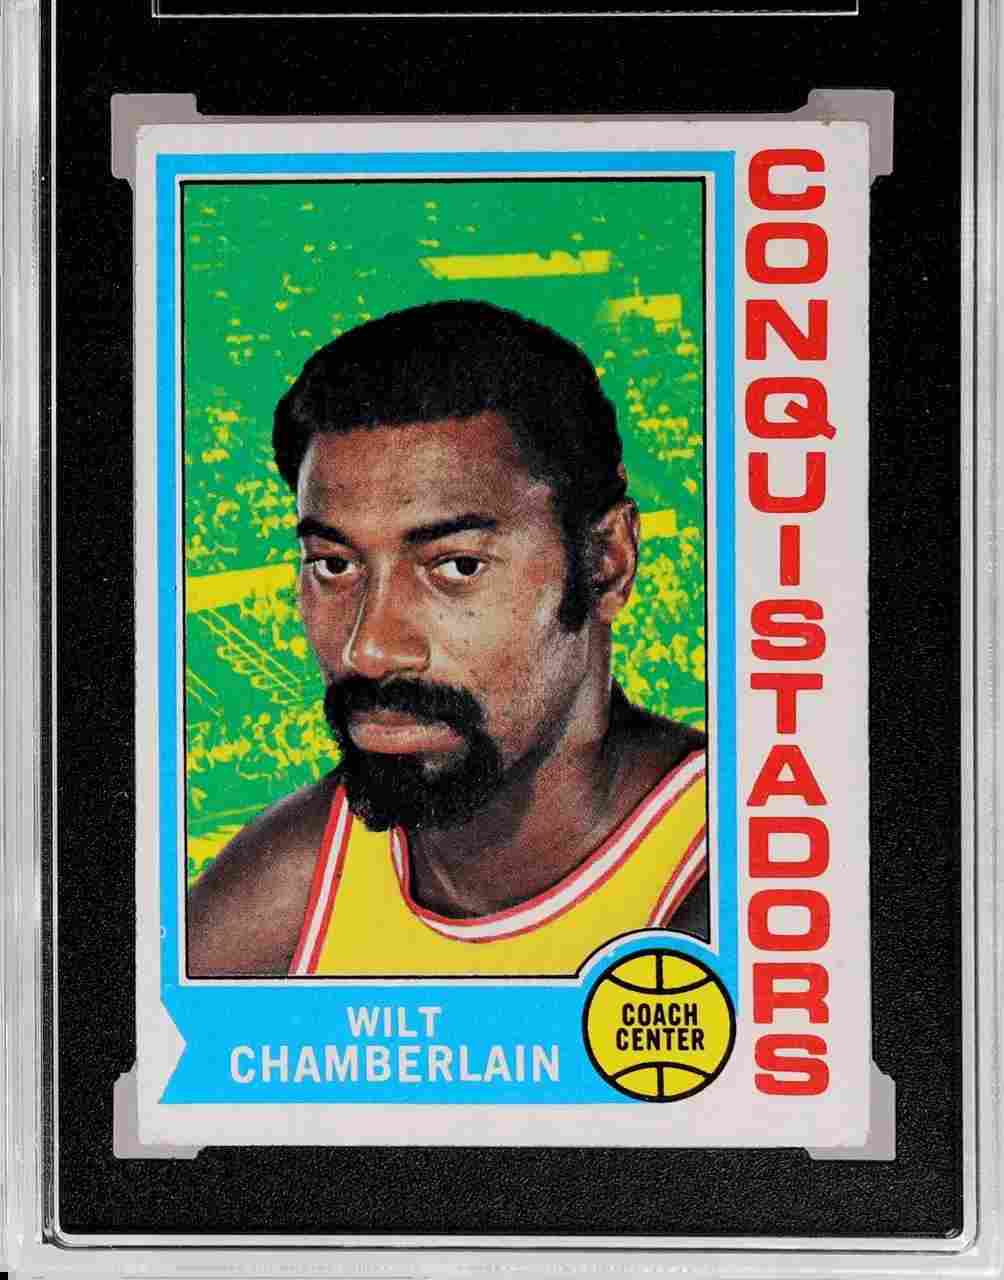 WILT
CHAMBERLAIN
COACH
CENTER
CONQUISTADORS